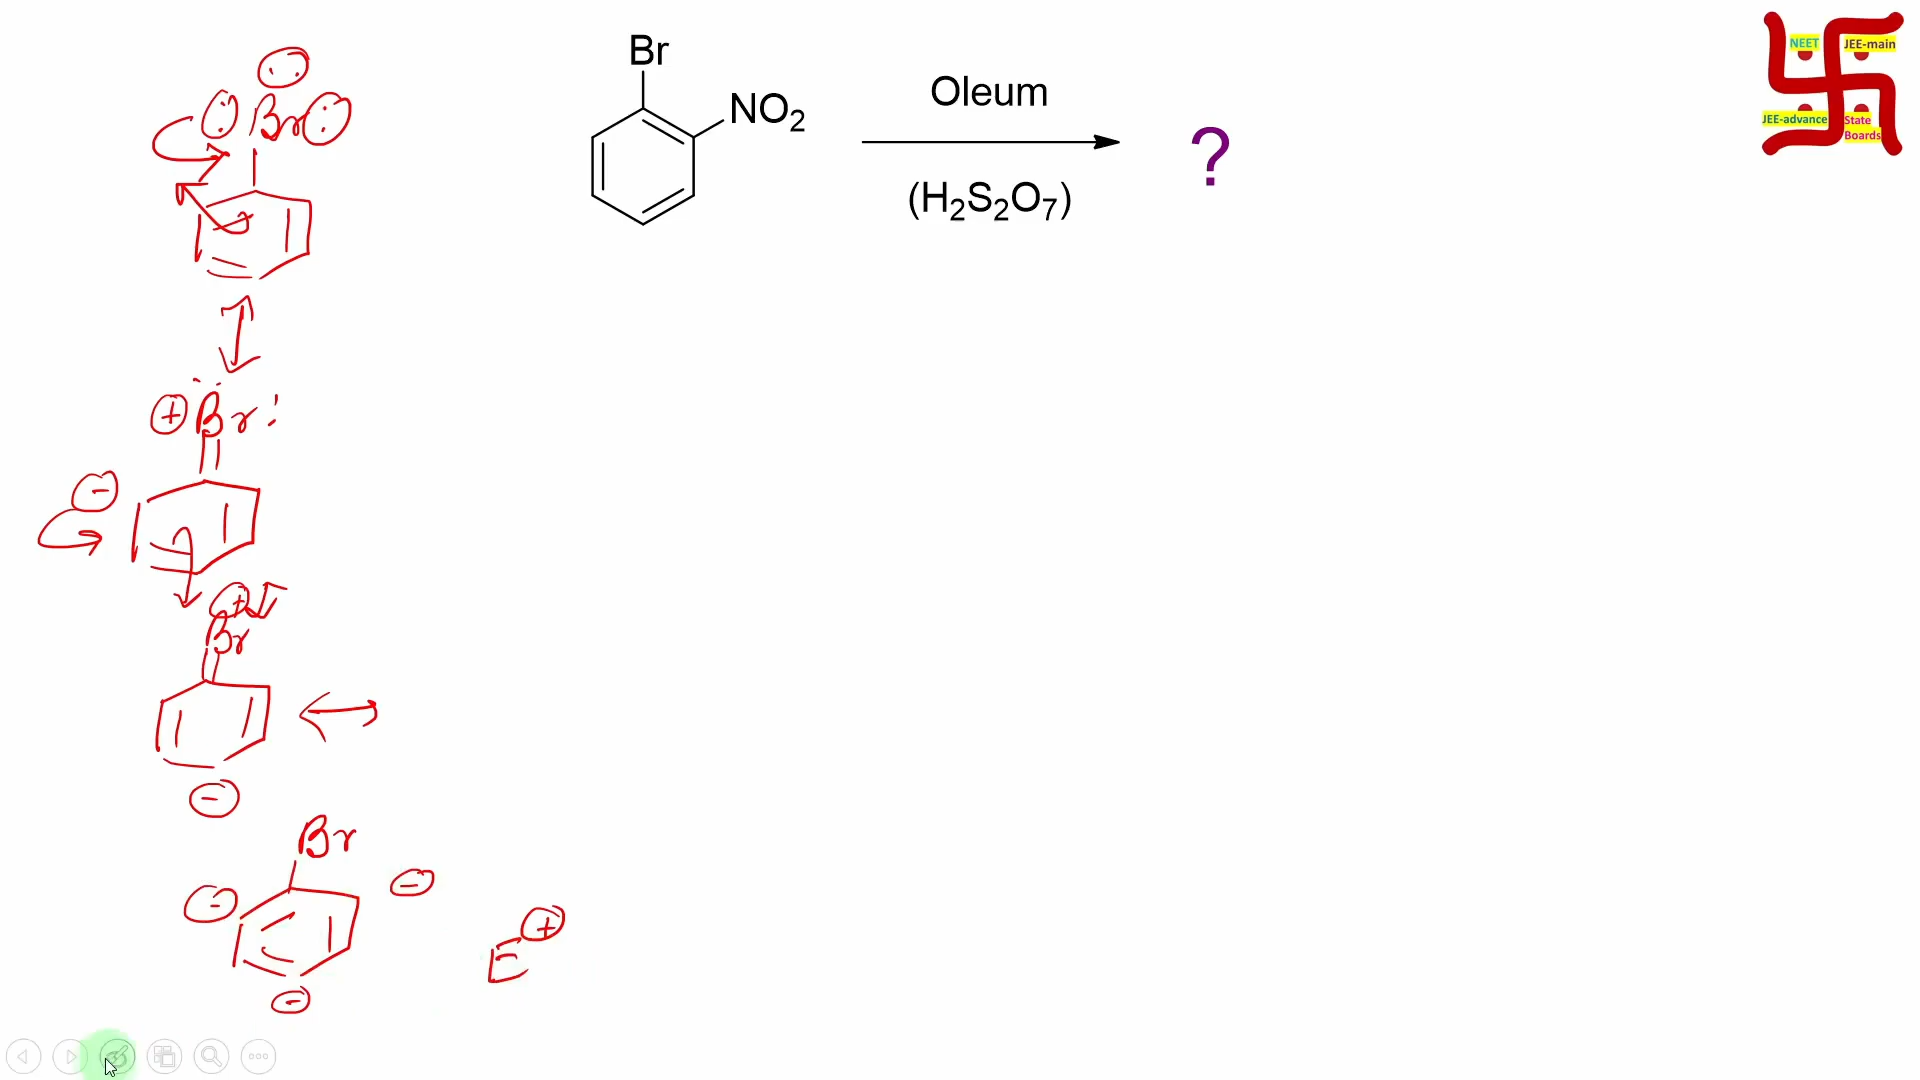 Br
NO2
Oleum
(H2S2O7)
?
NEET
JEE-main
JEE-advance
State
Boards
Br
+ Br
-
+
Br
-
Br
- -
E +
-